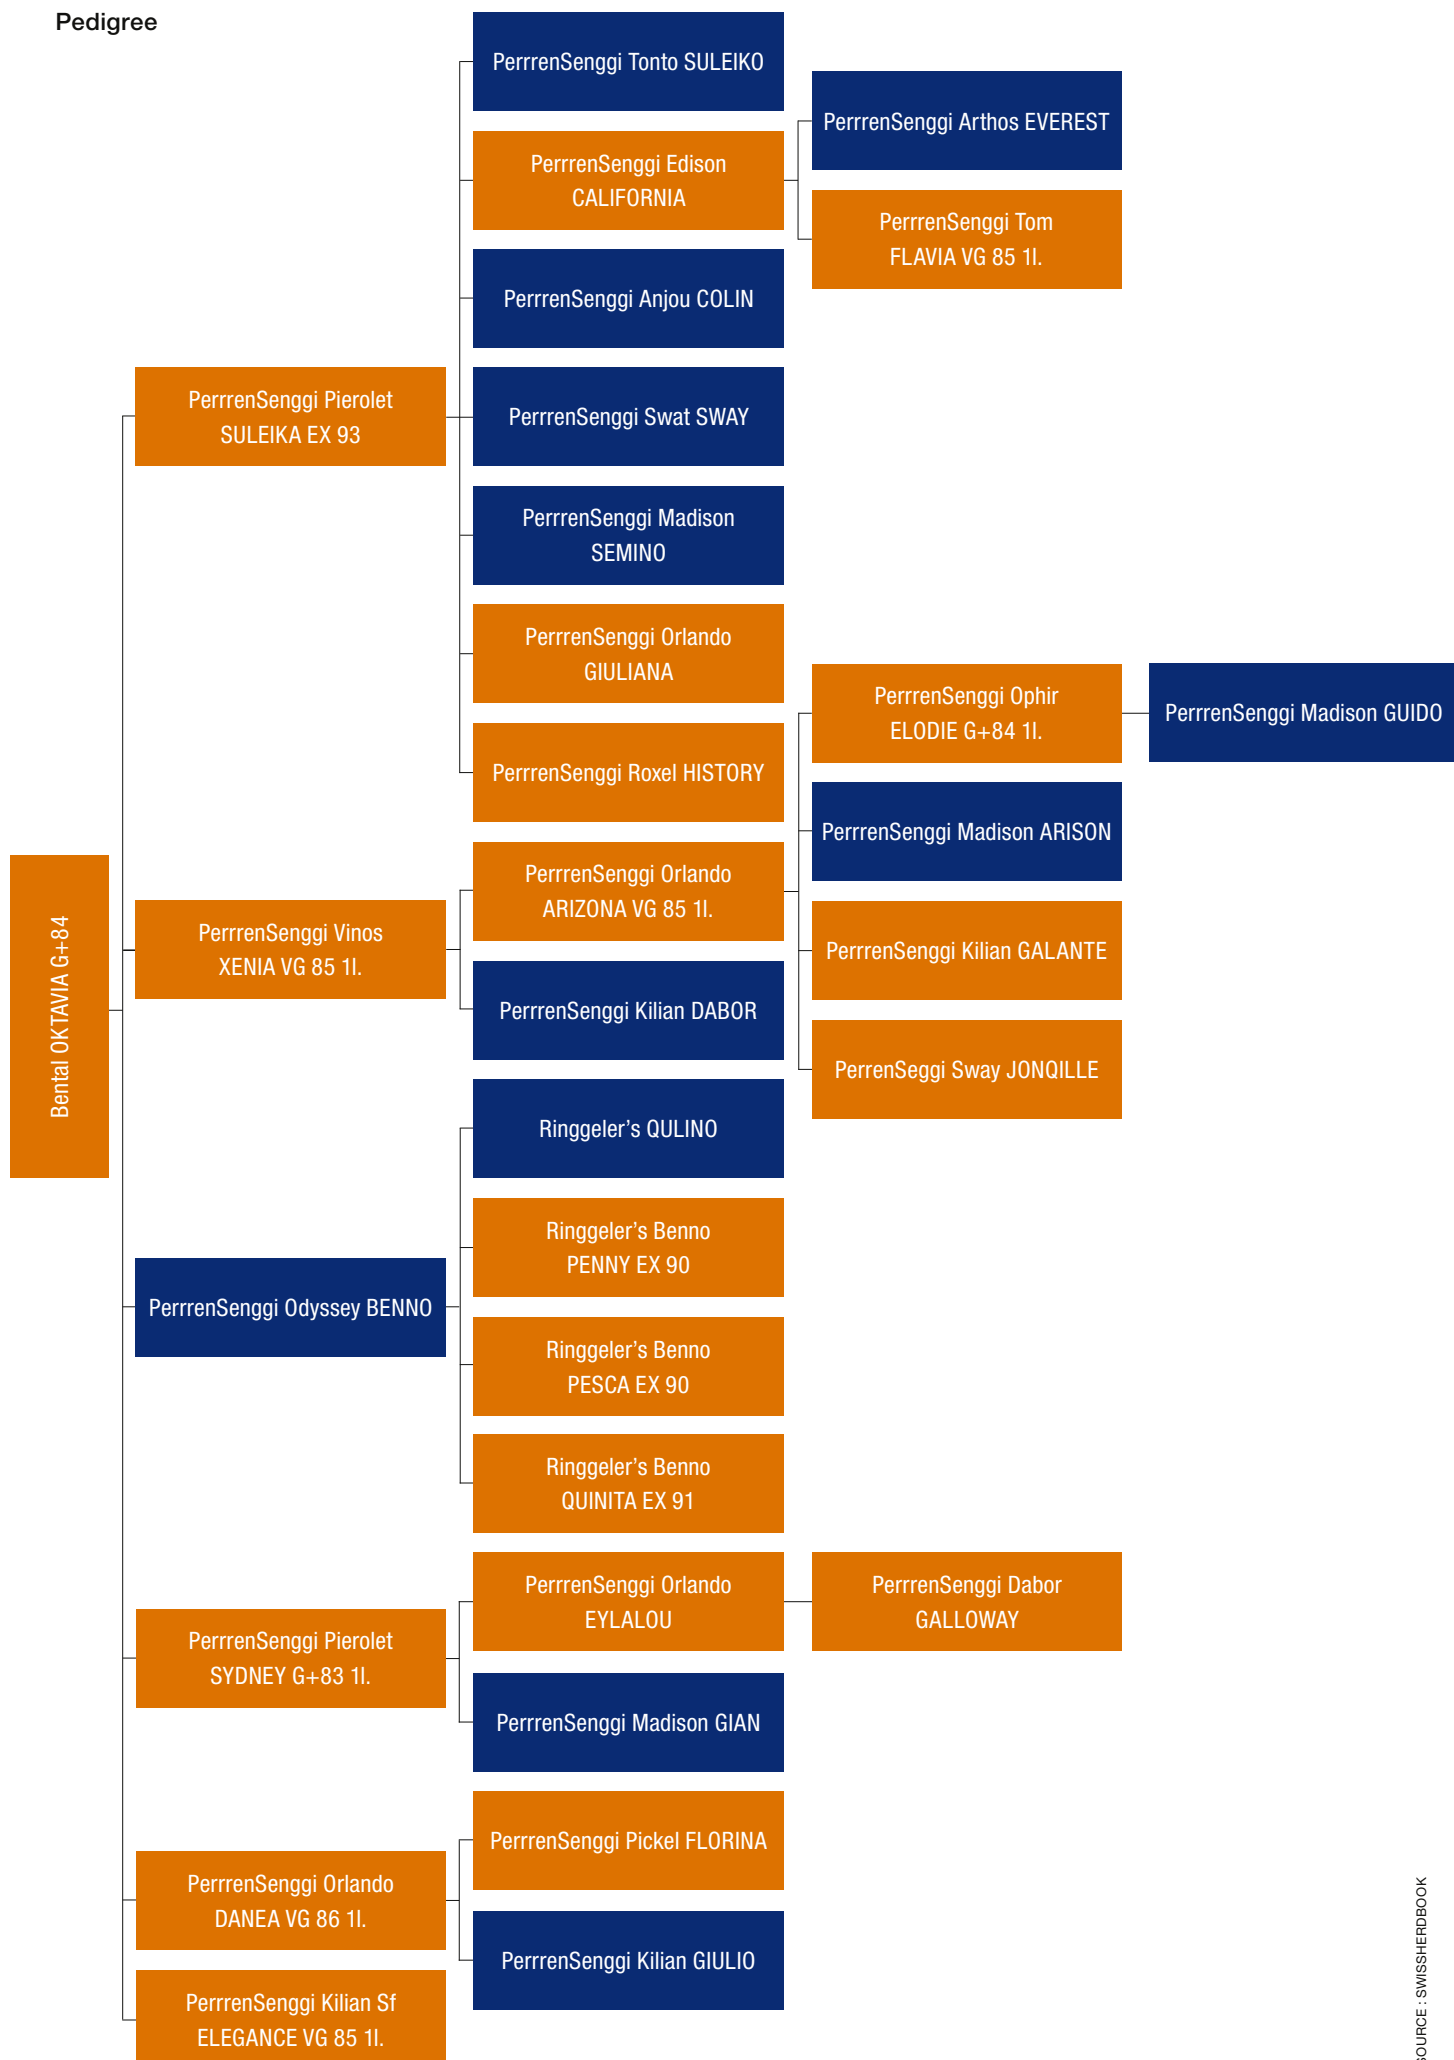 Pedigree
Bental OKTAVIA G+84
PerrrenSenggi Pierolet
SULEIKA EX 93
PerrrenSenggi Tonto SULEIKO
PerrrenSenggi Edison
CALIFORNIA
PerrrenSenggi Arthos EVEREST
PerrrenSenggi Tom
FLAVIA VG 85 1l.
PerrrenSenggi Anjou COLIN
PerrrenSenggi Swat SWAY
PerrrenSenggi Madison
SEMINO
PerrrenSenggi Orlando
GIULIANA
PerrrenSenggi Roxel HISTORY
PerrrenSenggi Vinos
XENIA VG 85 1l.
PerrrenSenggi Orlando
ARIZONA VG 85 1l.
PerrrenSenggi Ophir
ELODIE G+84 1l.
PerrrenSenggi Madison GUIDO
PerrrenSenggi Madison ARISON
PerrrenSenggi Kilian GALANTE
PerrenSeggi Sway JONQILLE
PerrrenSenggi Kilian DABOR
PerrrenSenggi Odyssey BENNO
Ringgeler's QULINO
Ringgeler's Benno
PENNY EX 90
Ringgeler's Benno
PESCA EX 90
Ringgeler's Benno
QUINITA EX 91
PerrrenSenggi Pierolet
SYDNEY G+83 1l.
PerrrenSenggi Orlando
EYLALOU
PerrrenSenggi Dabor
GALLOWAY
PerrrenSenggi Madison GIAN
PerrrenSenggi Orlando
DANEA VG 86 1l.
PerrrenSenggi Pickel FLORINA
PerrrenSenggi Kilian GIULIO
PerrrenSenggi Kilian Sf
ELEGANCE VG 85 1l.
SOURCE : SWISSHERDBOOK